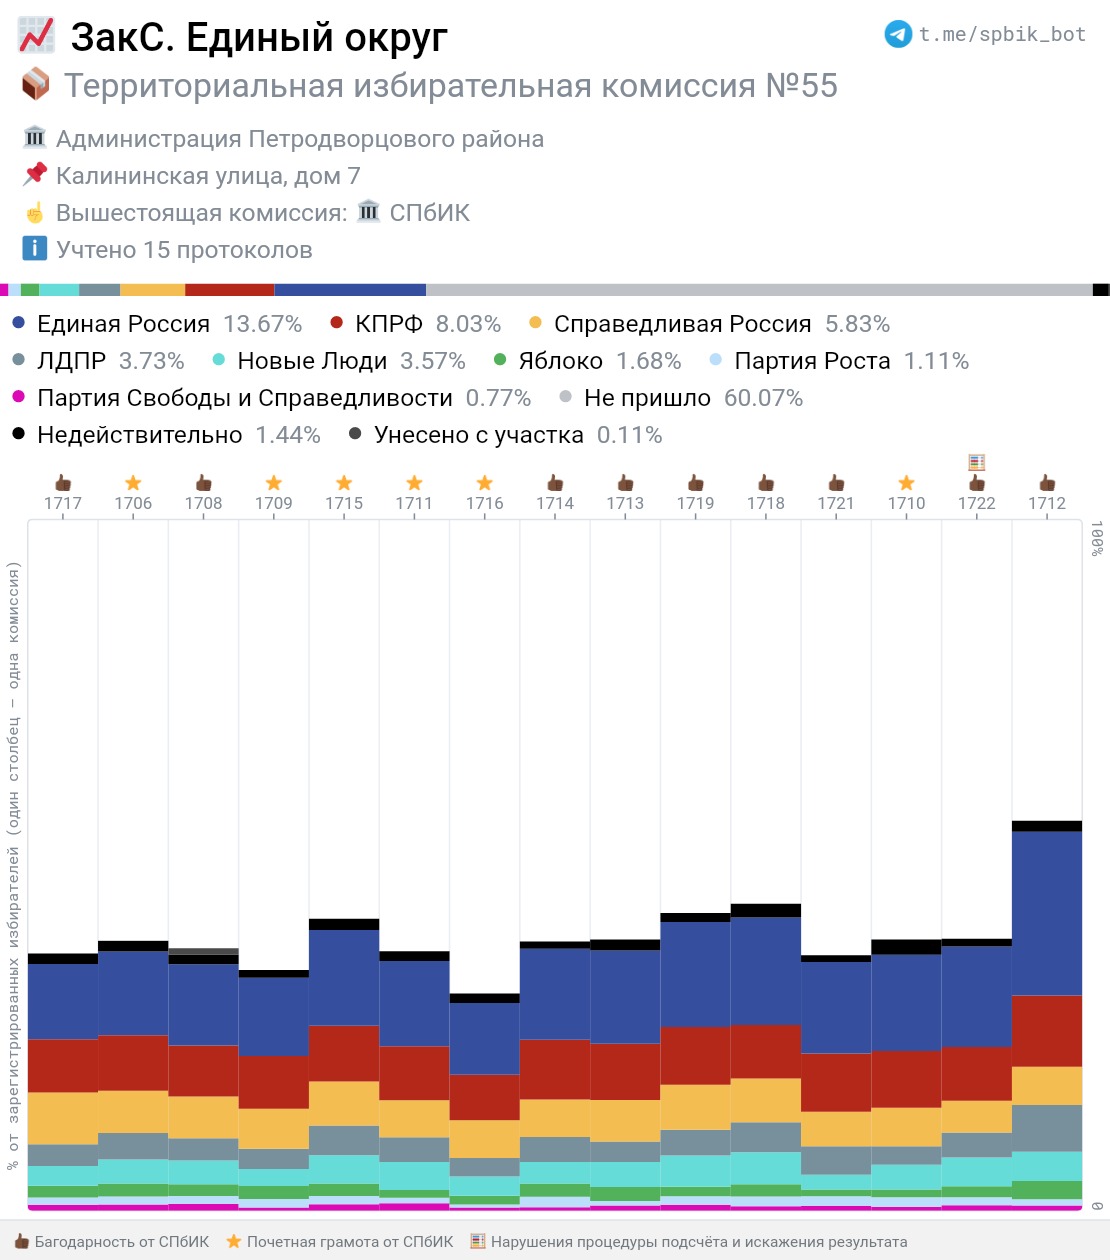 ЗакС. Единый округ
t.me/spbik_bot
Территориальная избирательная комиссия №55
Администрация Петродворцового района
Калининская улица, дом 7
Вышестоящая комиссия: СПбИК
Учтено 15 протоколов
Единая Россия 13.67% КПРФ 8.03% Справедливая Россия 5.83%
ЛДПР 3.73% Новые Люди 3.57% Яблоко 1.68% Партия Роста 1.11%
Партия Свободы и Справедливости 0.77% Не пришло 60.07%
Недействительно 1.44% Унесено с участка 0.11%
1717 1706 1708 1709 1715 1711 1716 1714 1713 1719 1718 1721 1710 1722 1712
100%
% от зарегистрированных избирателей (один столбец – одна комиссия)
0
Багодарность от СПбИК Почетная грамота от СПбИК Нарушения процедуры подсчёта и искажения результата